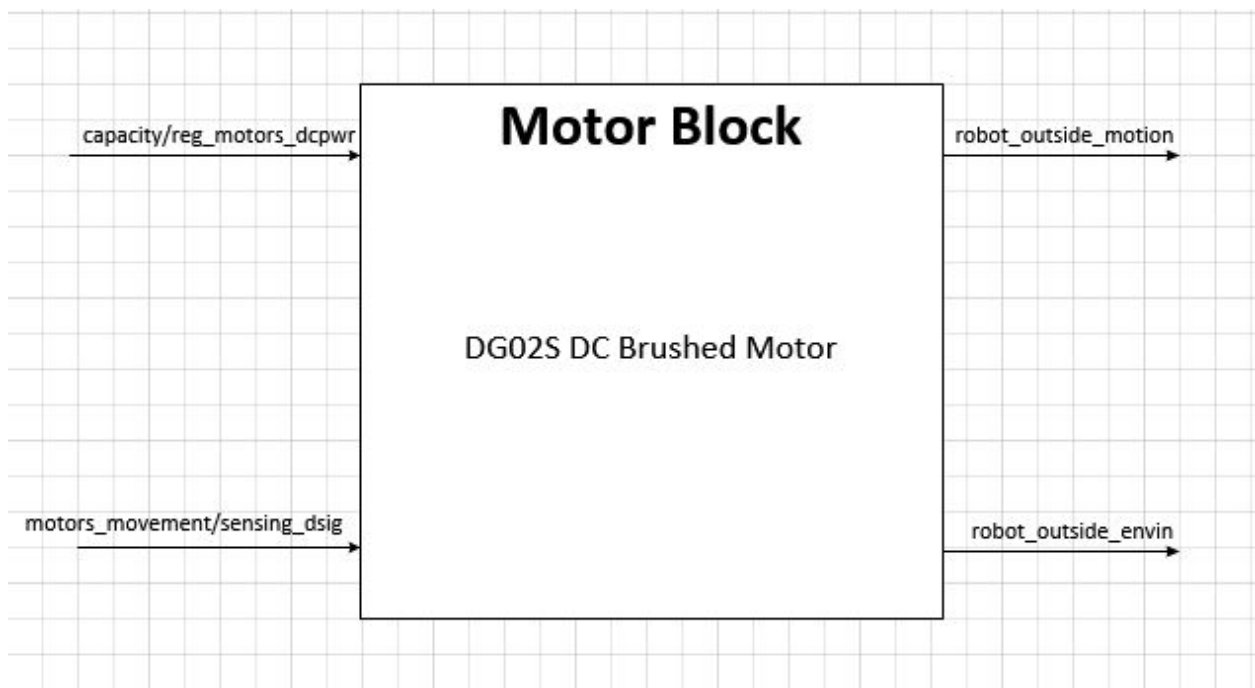 Motor Block
capacity/reg_motors_dcpwr
robot_outside_motion
DG02S DC Brushed Motor
motors_movement/sensing_dsig
robot_outside_envin